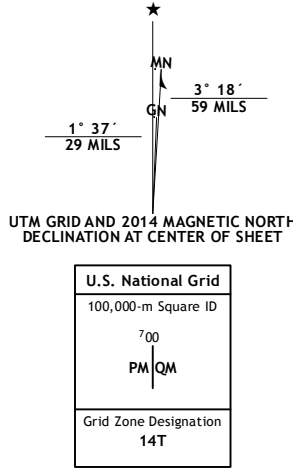 MN
GN
3° 18´
59 MILS
1° 37´
29 MILS
UTM GRID AND 2014 MAGNETIC NORTH
DECLINATION AT CENTER OF SHEET
U.S. National Grid
100,000-m Square ID
700
PM QM
Grid Zone Designation
14T